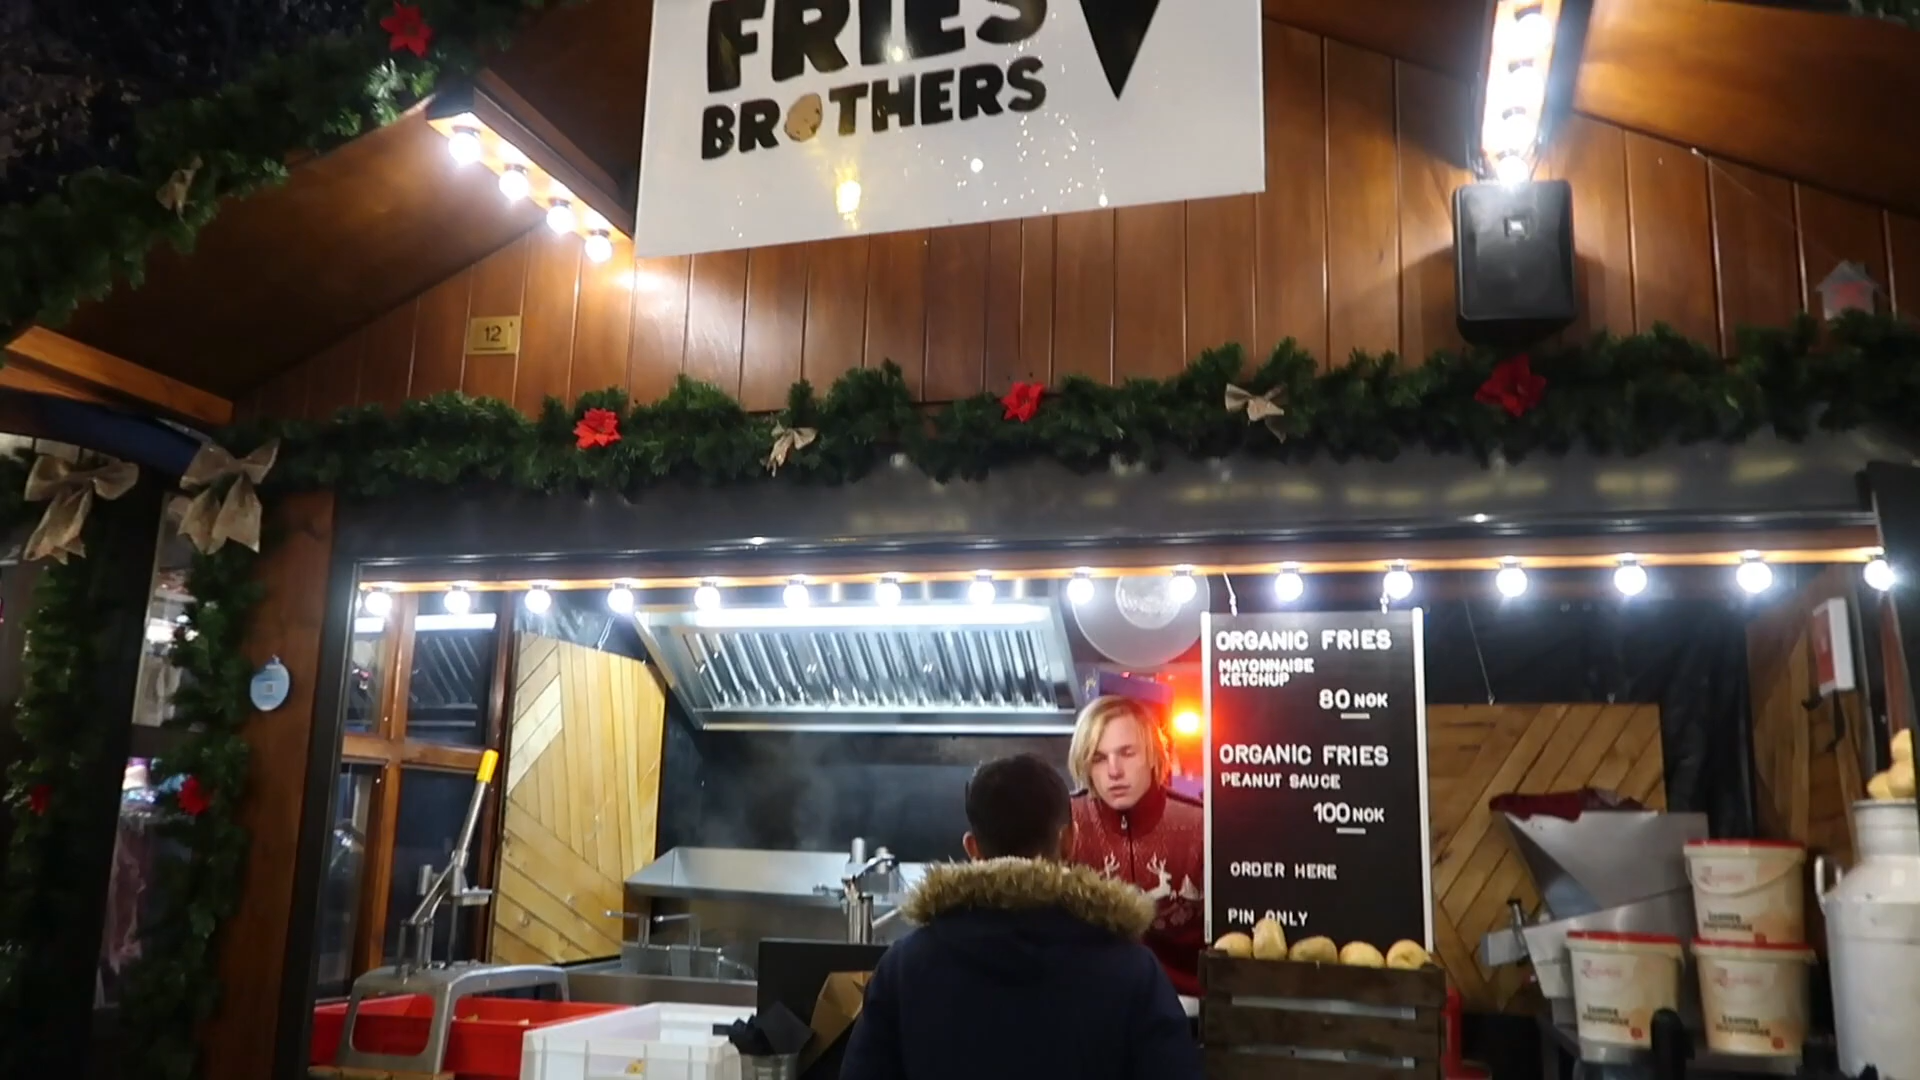 FRIES
BROTHERS
12
ORGANIC FRIES
MAYONNAISE
KETCHUP
80 NOK
ORGANIC FRIES
PEANUT SAUCE
100 NOK
ORDER HERE
PIN ONLY